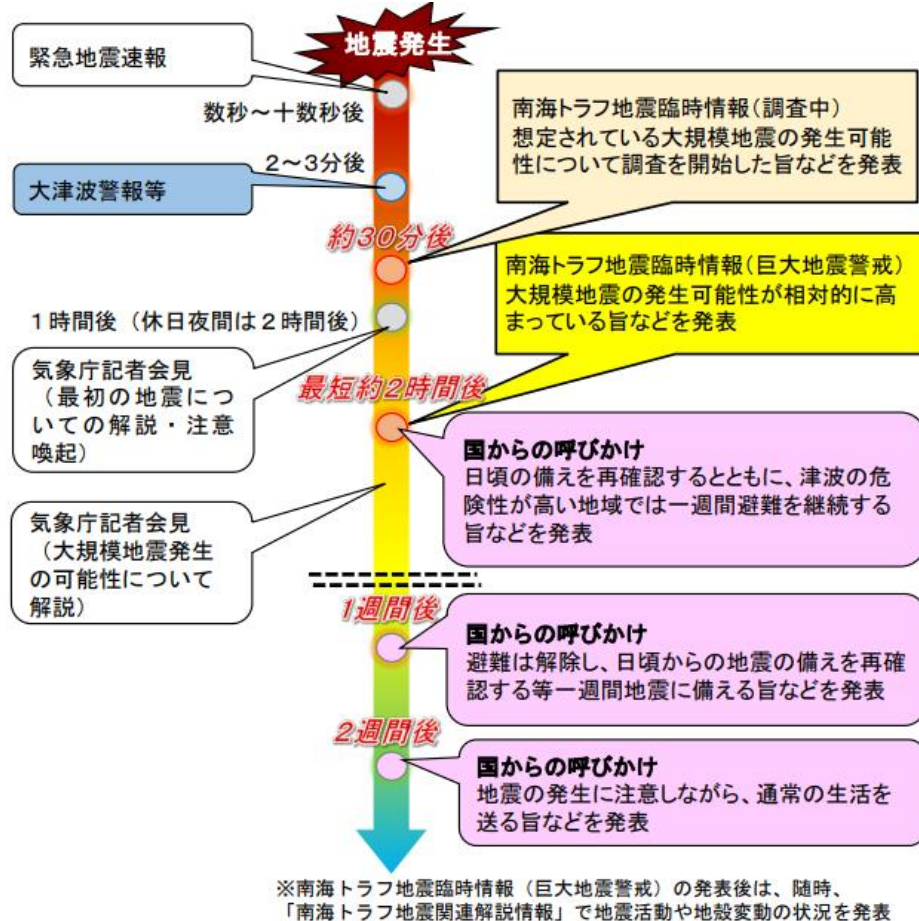 地震発生
緊急地震速報
数秒～十数秒後
2～3分後
大津波警報等
南海トラフ地震臨時情報(調査中)
想定されている大規模地震の発生可能
性について調査を開始した旨などを発表
約30分後
南海トラフ地震臨時情報(巨大地震警戒)
大規模地震の発生可能性が相対的に高
まっている旨などを発表
1時間後（休日夜間は2時間後）
気象庁記者会見
（最初の地震につ
いての解説・注意
喚起）
最短約2時間後
国からの呼びかけ
日頃の備えを再確認するとともに、津波の危
険性が高い地域では一週間避難を継続する
旨などを発表
気象庁記者会見
（大規模地震発生
の可能性について
解説）
1週間後
国からの呼びかけ
避難は解除し、日頃からの地震の備えを再確
認する等一週間地震に備える旨などを発表
2週間後
国からの呼びかけ
地震の発生に注意しながら、通常の生活を
送る旨などを発表
※南海トラフ地震臨時情報（巨大地震警戒）の発表後は、随時、
「南海トラフ地震関連解説情報」で地震活動や地殻変動の状況を発表